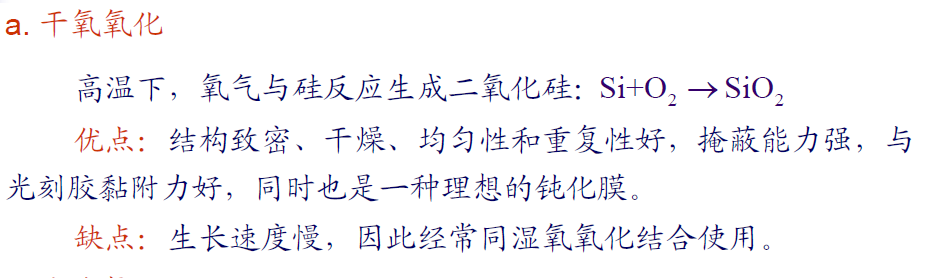 a. 干氧氧化
高温下，氧气与硅反应生成二氧化硅：Si+O₂ → SiO₂
优点：结构致密、干燥、均匀性和重复性好，掩蔽能力强，与
光刻胶黏附力好，同时也是一种理想的钝化膜。
缺点：生长速度慢，因此经常同湿氧氧化结合使用。